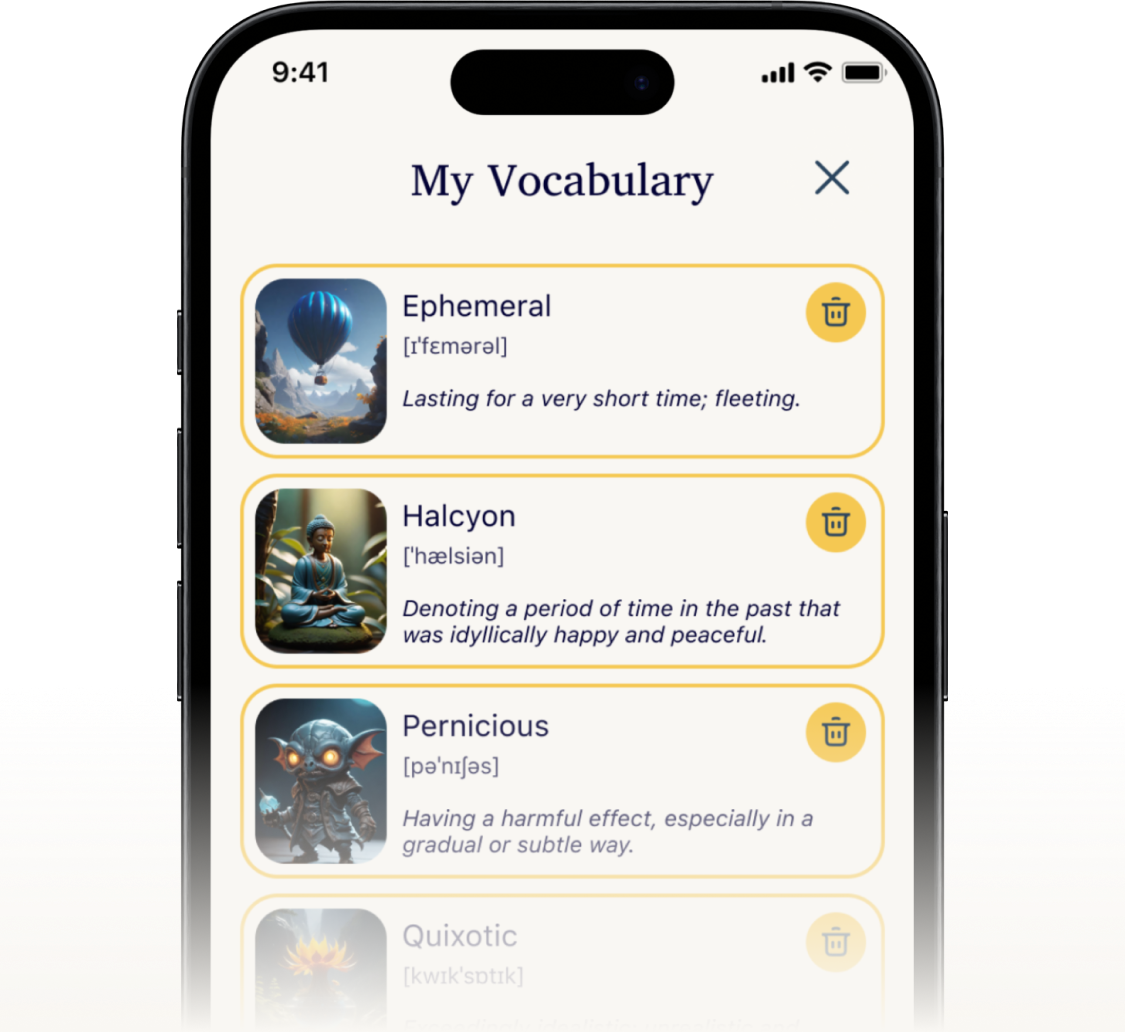 9:41
My Vocabulary
Ephemeral
[ɪˈfɛmərəl]
Lasting for a very short time; fleeting.
Halcyon
[ˈhælsiən]
Denoting a period of time in the past that
was idyllically happy and peaceful.
Pernicious
[pəˈnɪʃəs]
Having a harmful effect, especially in a
gradual or subtle way.
Quixotic
[kwɪkˈsɒtɪk]